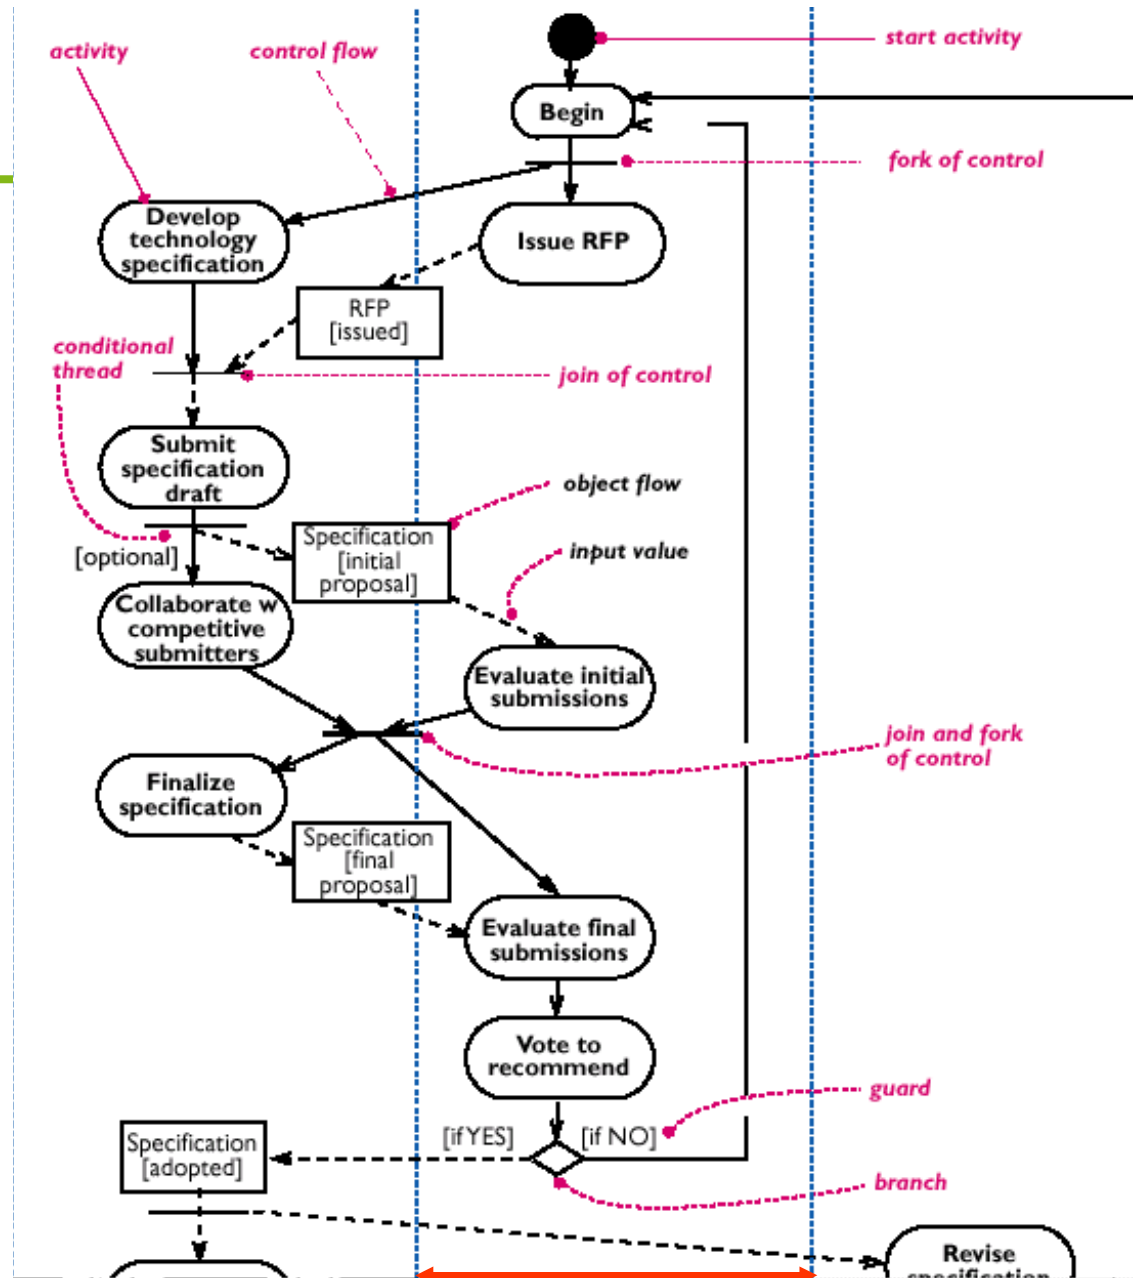 activity
control flow
start activity
Begin
fork of control
Develop
technology
specification
Issue RFP
RFP
[issued]
conditional
thread
join of control
Submit
specification
draft
object flow
Specification
[initial
proposal]
input value
[optional]
Collaborate w
competitive
submitters
Evaluate initial
submissions
join and fork
of control
Finalize
specification
Specification
[final
proposal]
Evaluate final
submissions
Vote to
recommend
guard
[if YES]
[if NO]
Specification
[adopted]
branch
Revise
specification